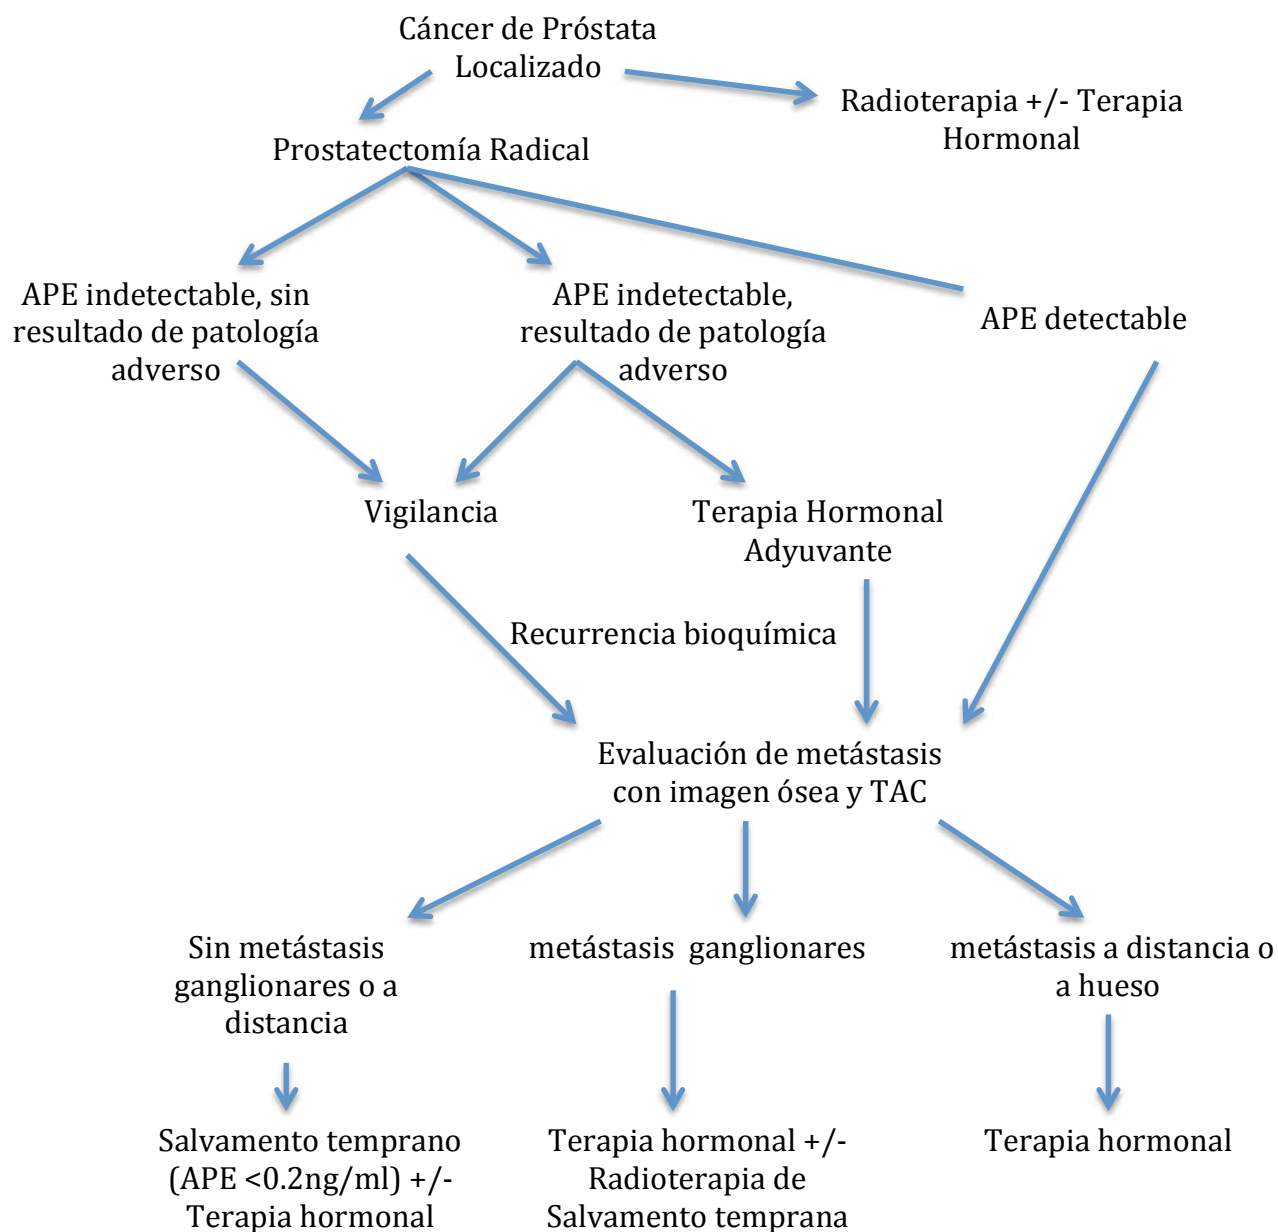 Cáncer de Próstata
Localizado
Radioterapia +/- Terapia
Hormonal
Prostatectomía Radical
APE indetectable, sin
resultado de patología
adverso
APE indetectable,
resultado de patología
adverso
APE detectable
Vigilancia
Terapia Hormonal
Adyuvante
Recurrencia bioquímica
Evaluación de metástasis
con imagen ósea y TAC
Sin metástasis
ganglionares o a
distancia
metástasis ganglionares
metástasis a distancia o
a hueso
Salvamento temprano
(APE <0.2ng/ml) +/-
Terapia hormonal
Terapia hormonal +/-
Radioterapia de
Salvamento temprana
Terapia hormonal